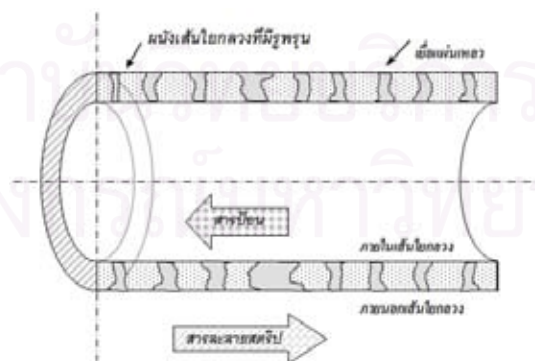 ผนังเส้นใยกลวงที่มีรูพรุน
เยื่อแผ่นเหลว
สารป้อน
ภายในเส้นใยกลวง
ภายนอกเส้นใยกลวง
สารละลายสตริป